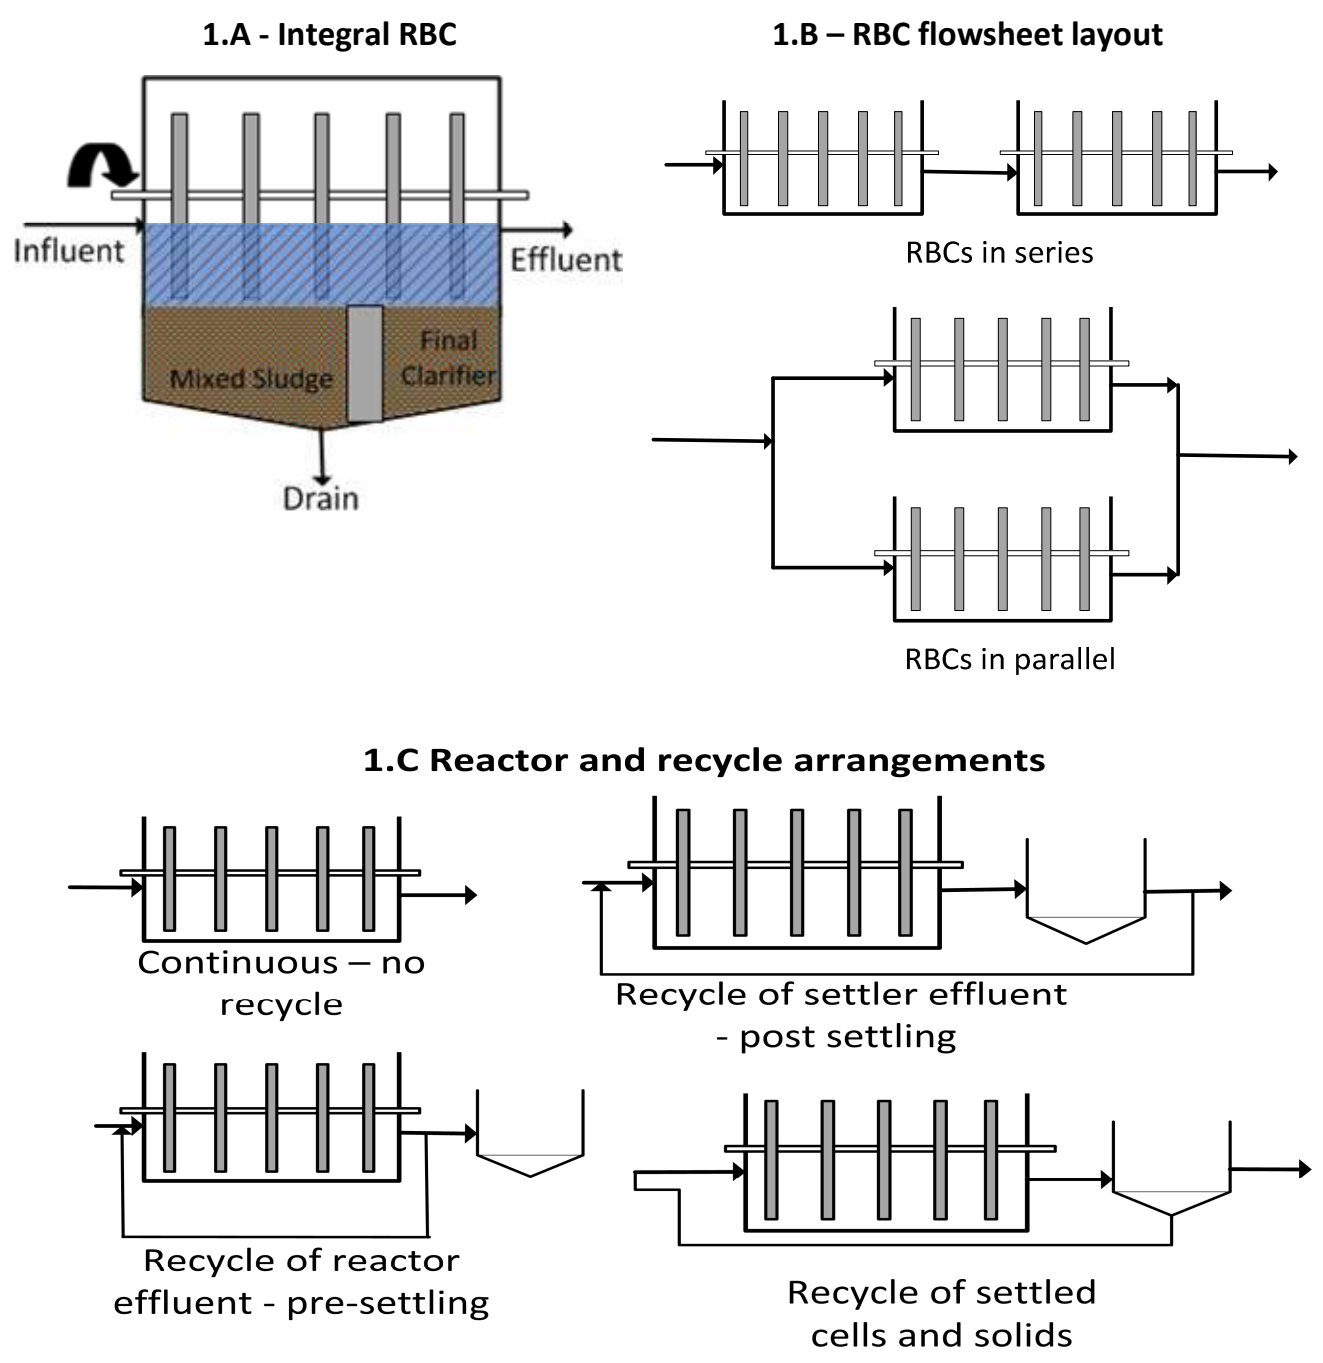 1.A - Integral RBC
1.B – RBC flowsheet layout
Influent
Effluent
Final
Clarifier
Mixed Sludge
Drain
RBCs in series
RBCs in parallel
1.C Reactor and recycle arrangements
Continuous – no
recycle
Recycle of settler effluent
- post settling
Recycle of reactor
effluent - pre-settling
Recycle of settled
cells and solids